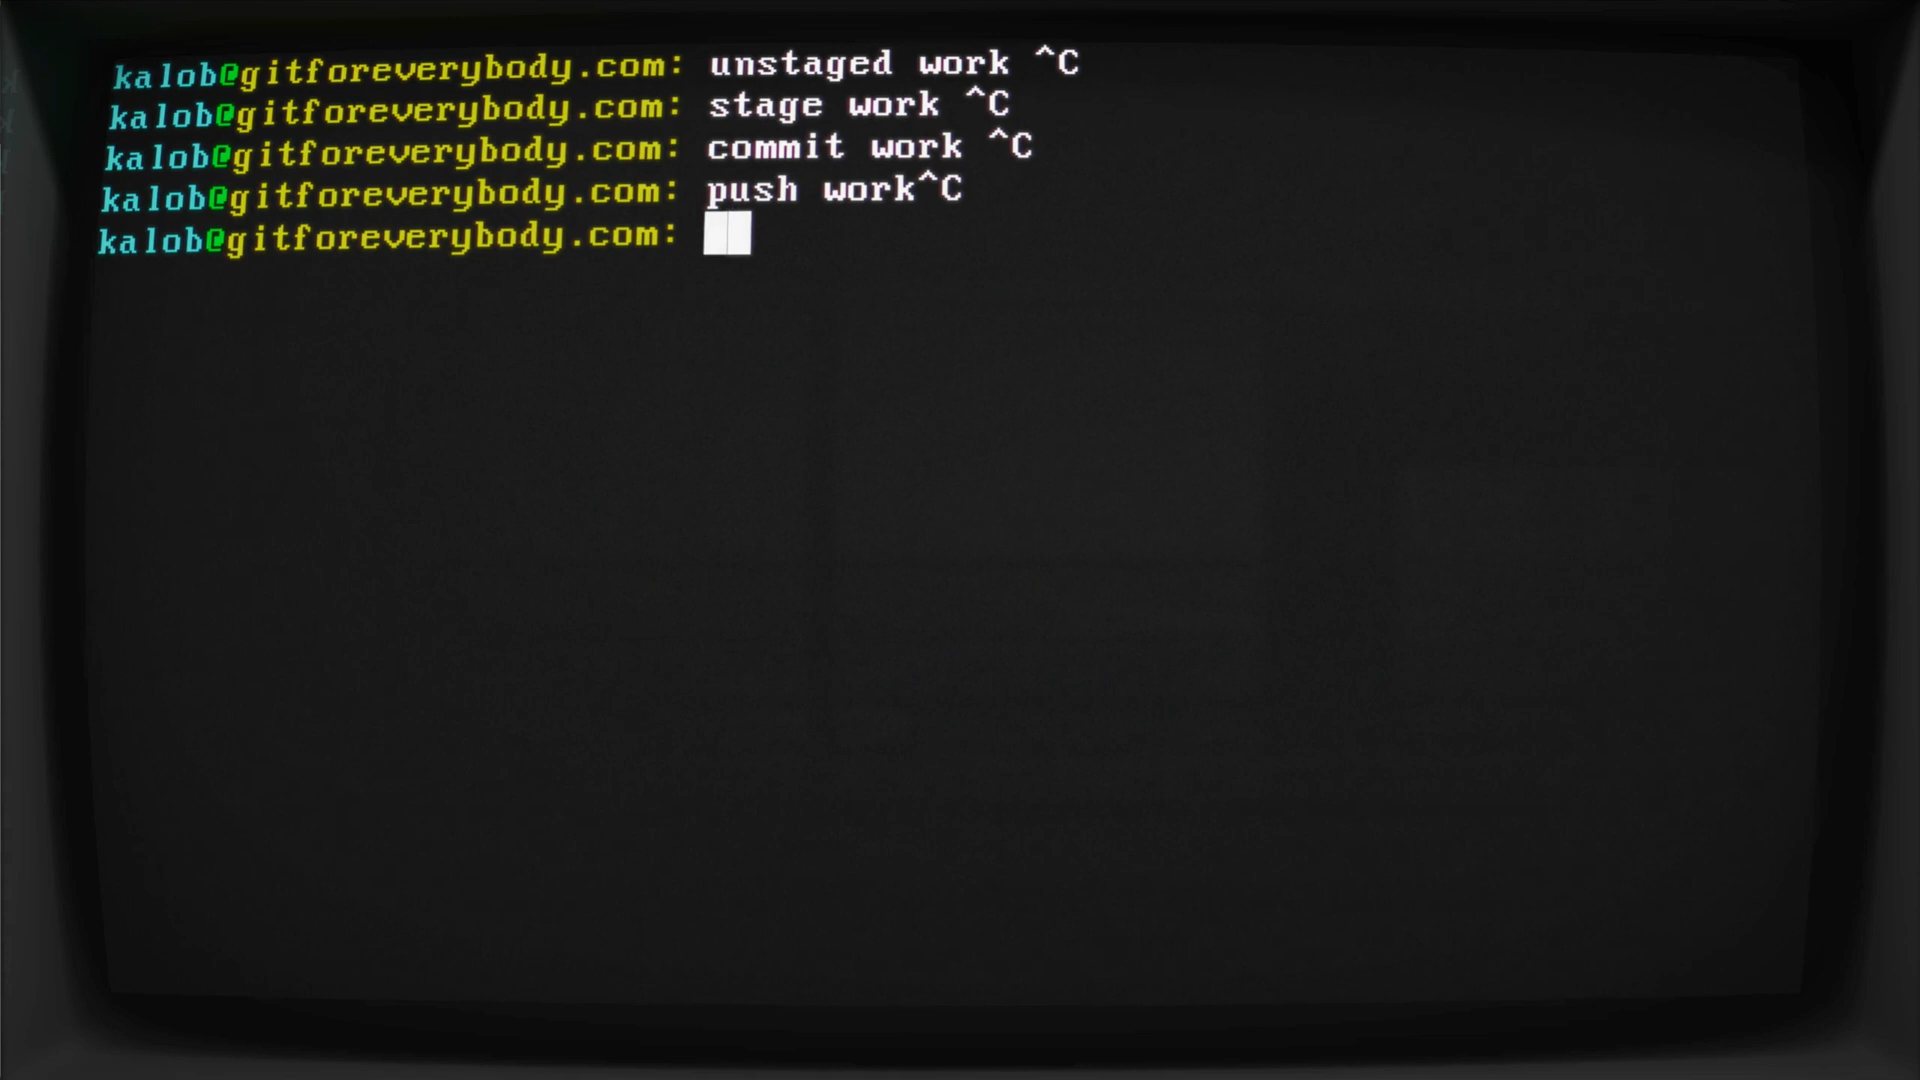 kalob@gitforeverybody.com: unstaged work ^C
kalob@gitforeverybody.com: stage work ^C
kalob@gitforeverybody.com: commit work ^C
kalob@gitforeverybody.com: push work^C
kalob@gitforeverybody.com: